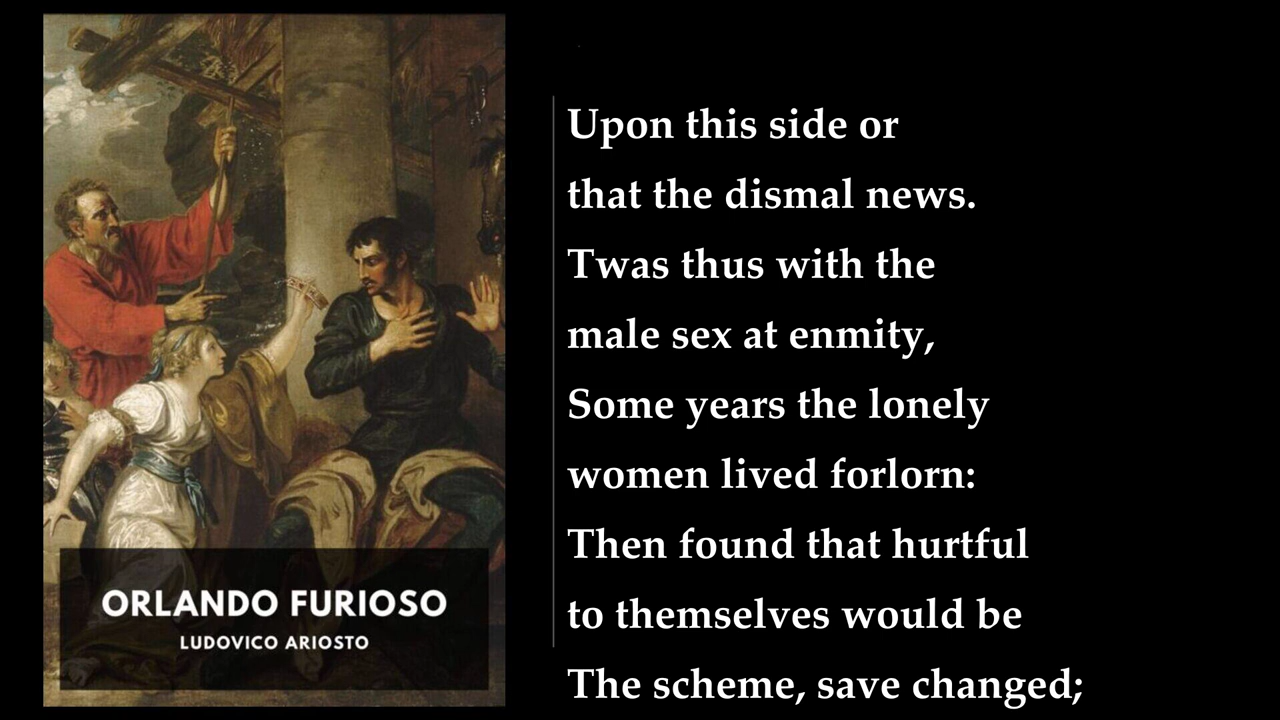 ORLANDO FURIOSO
LUDOVICO ARIOSTO
Upon this side or
that the dismal news.
Twas thus with the
male sex at enmity,
Some years the lonely
women lived forlorn:
Then found that hurtful
to themselves would be
The scheme, save changed;